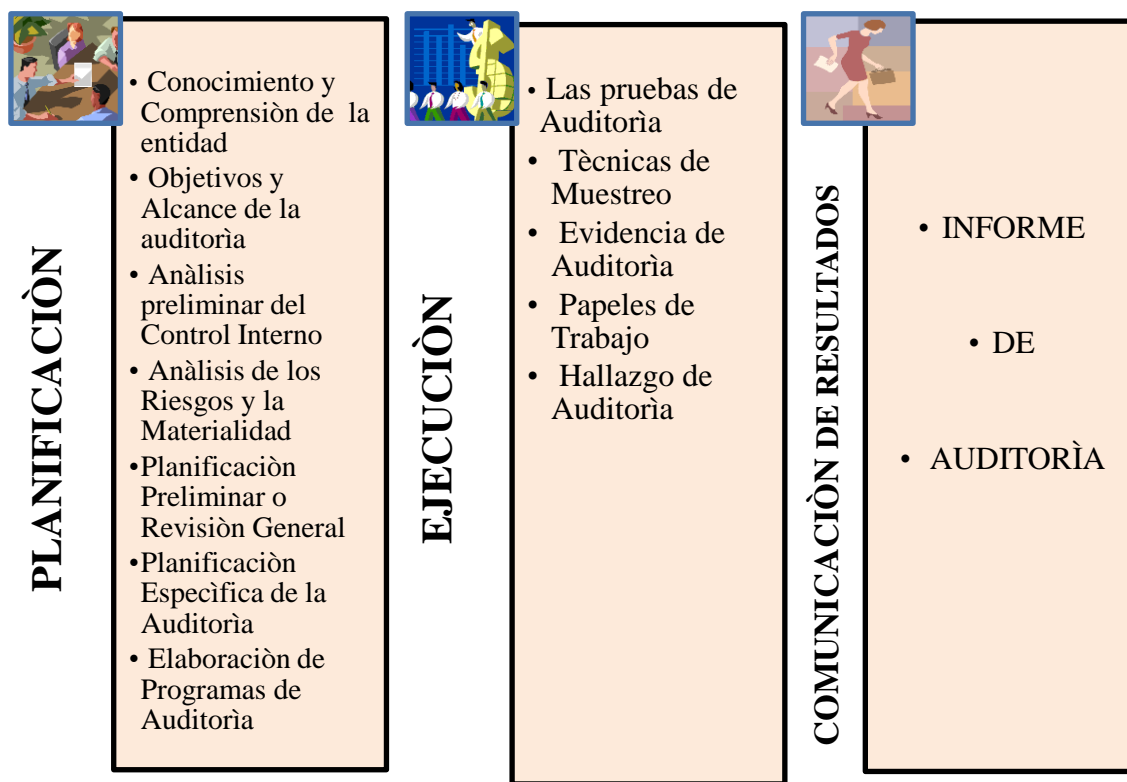 PLANIFICACIÒN
• Conocimiento y
Comprensiòn de la
entidad
• Objetivos y
Alcance de la
auditorìa
• Anàlisis
preliminar del
Control Interno
• Anàlisis de los
Riesgos y la
Materialidad
•Planificaciòn
Preliminar o
Revisiòn General
•Planificaciòn
Especìfica de la
Auditorìa
• Elaboraciòn de
Programas de
Auditorìa
EJECUCIÒN
• Las pruebas de
Auditorìa
• Tècnicas de
Muestreo
• Evidencia de
Auditorìa
• Papeles de
Trabajo
• Hallazgo de
Auditorìa
COMUNICACIÒN DE RESULTADOS
• INFORME
• DE
• AUDITORÌA